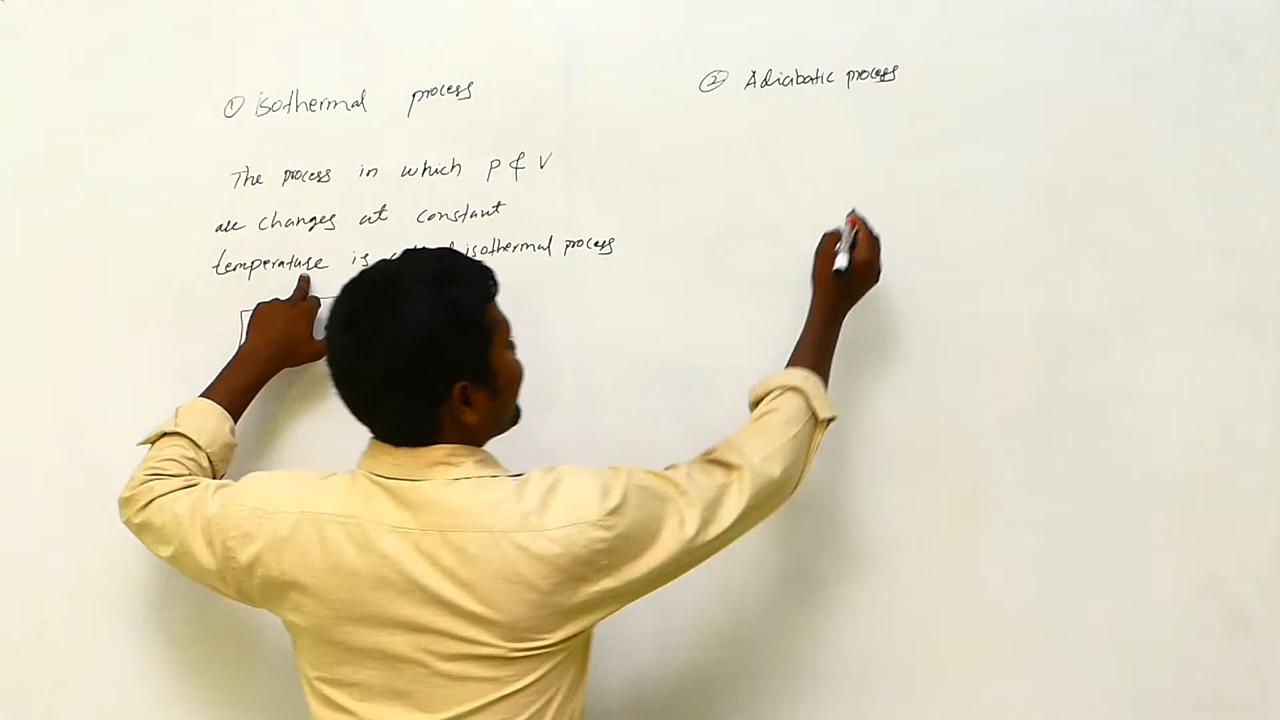 ① isothermal process
The process in which P & V
are changes at constant
temperature is isothermal process
② Adiabatic process